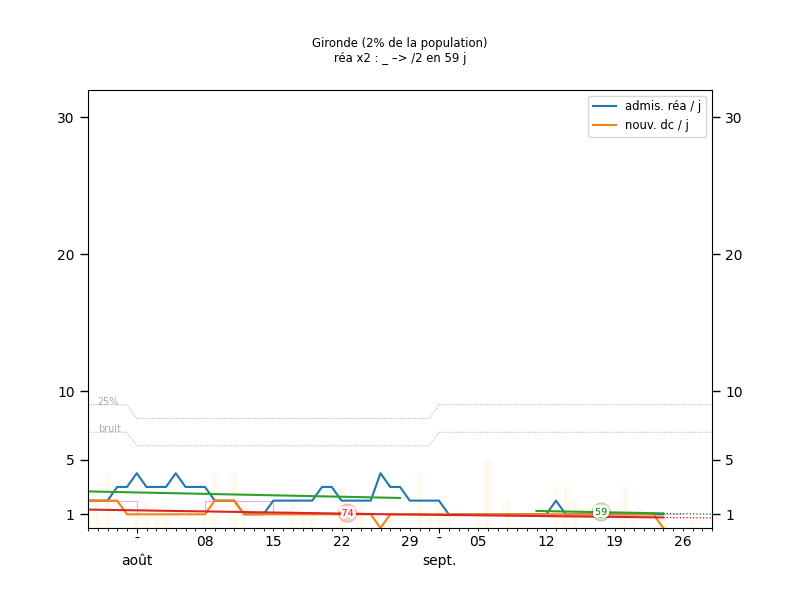 Gironde (2% de la population)
réa x2 : _ –> /2 en 59 j
admis. réa / j
nouv. dc / j
30 30
20 20
10 10
25%
bruit
5 5
74 59
1 1
- 08 15 22 29 - 05 12 19 26
août sept.